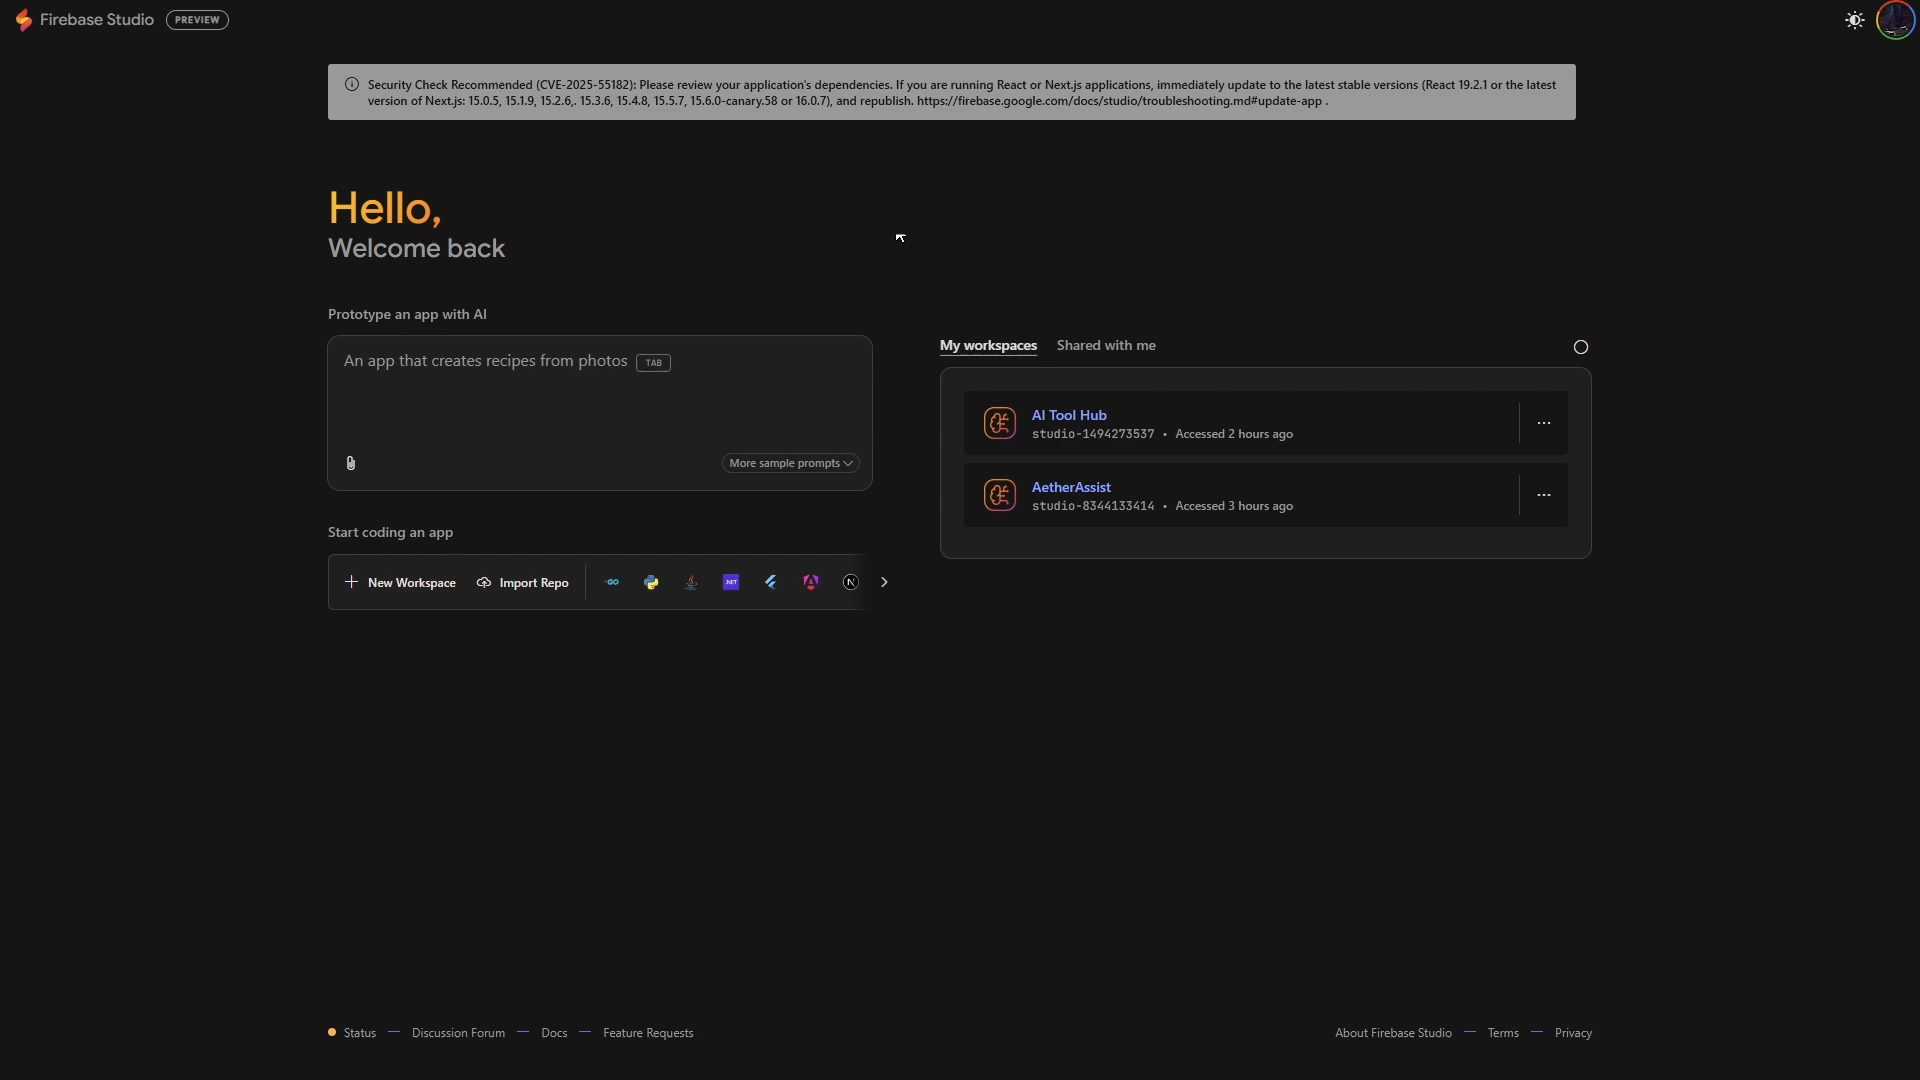 Firebase Studio PREVIEW
Security Check Recommended (CVE-2025-55182): Please review your application's dependencies. If you are running React or Next.js applications, immediately update to the latest stable versions (React 19.2.1 or the latest
version of Next.js: 15.0.5, 15.1.9, 15.2.6,. 15.3.6, 15.4.8, 15.5.7, 15.6.0-canary.58 or 16.0.7), and republish. https://firebase.google.com/docs/studio/troubleshooting.md#update-app .
Hello,
Welcome back
Prototype an app with AI
An app that creates recipes from photos TAB
More sample prompts
Start coding an app
New Workspace Import Repo GO .NET N
My workspaces Shared with me
AI Tool Hub
studio-1494273537 • Accessed 2 hours ago
AetherAssist
studio-8344133414 • Accessed 3 hours ago
Status — Discussion Forum — Docs — Feature Requests
About Firebase Studio — Terms — Privacy